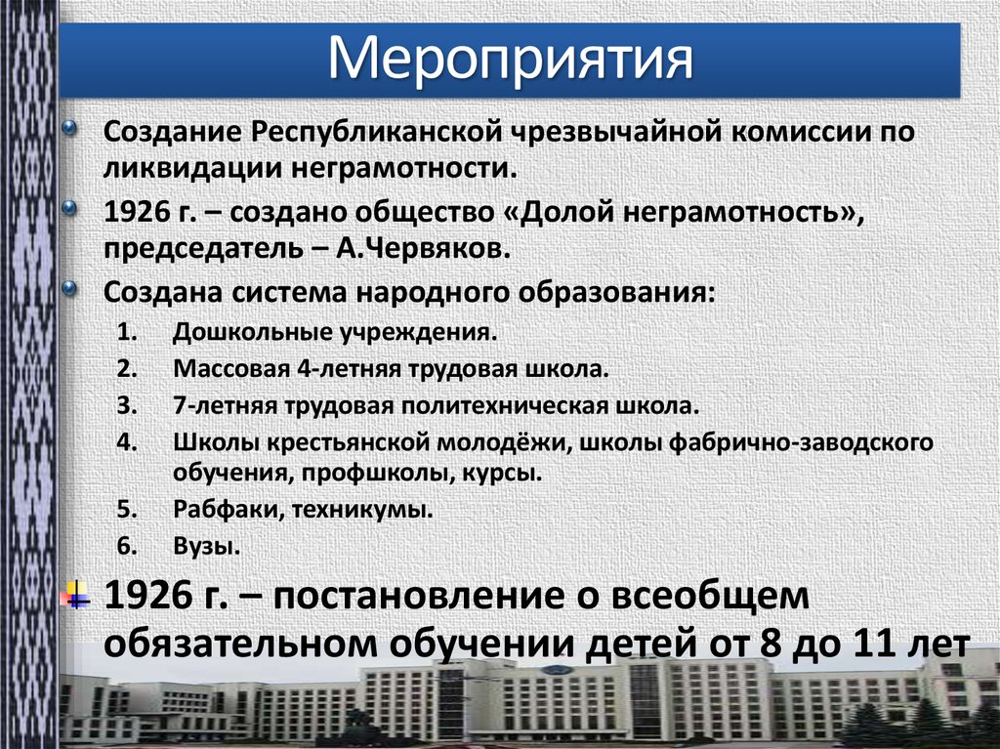 Мероприятия
Создание Республиканской чрезвычайной комиссии по
ликвидации неграмотности.
1926 г. – создано общество «Долой неграмотность»,
председатель – А.Червяков.
Создана система народного образования:
1. Дошкольные учреждения.
2. Массовая 4-летняя трудовая школа.
3. 7-летняя трудовая политехническая школа.
4. Школы крестьянской молодёжи, школы фабрично-заводского
обучения, профшколы, курсы.
5. Рабфаки, техникумы.
6. Вузы.
1926 г. – постановление о всеобщем
обязательном обучении детей от 8 до 11 лет